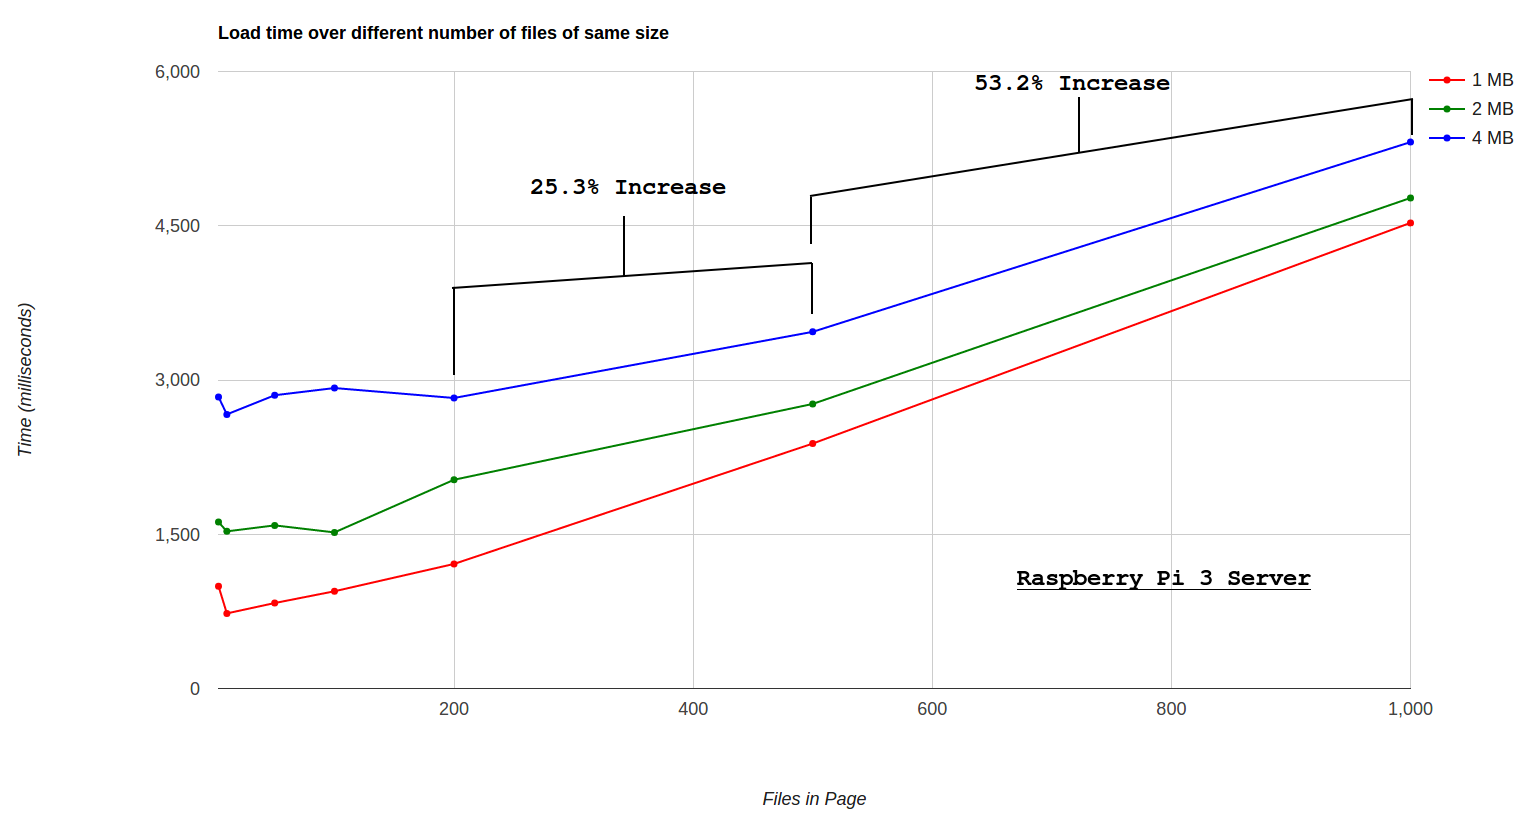 Load time over different number of files of same size
6,000
53.2% Increase
1 MB
2 MB
4 MB
25.3% Increase
4,500
Time (milliseconds)
3,000
1,500
Raspberry Pi 3 Server
0
200 400 600 800 1,000
Files in Page